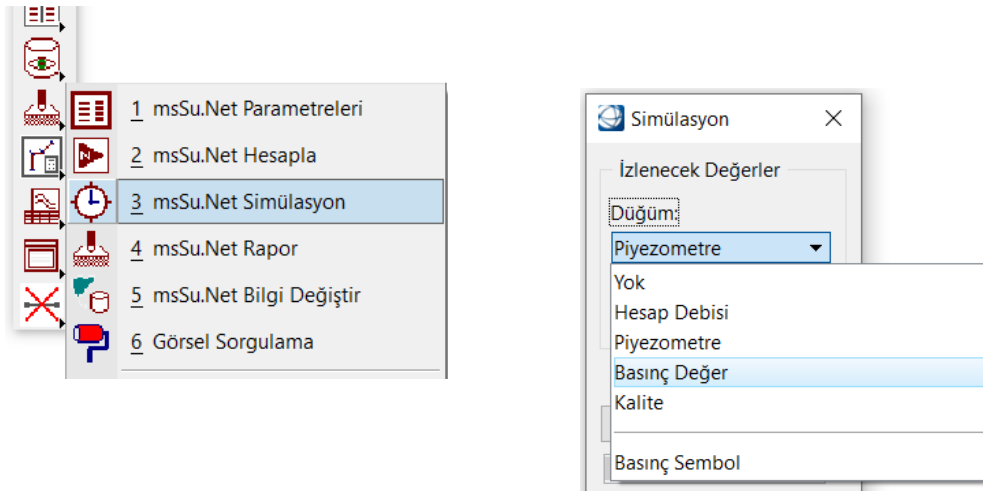 1 msSu.Net Parametreleri
2 msSu.Net Hesapla
3 msSu.Net Simülasyon
4 msSu.Net Rapor
5 msSu.Net Bilgi Değiştir
6 Görsel Sorgulama
Simülasyon
İzlenecek Değerler
Düğüm:
Piyezometre
Yok
Hesap Debisi
Piyezometre
Basınç Değer
Kalite
Basınç Sembol